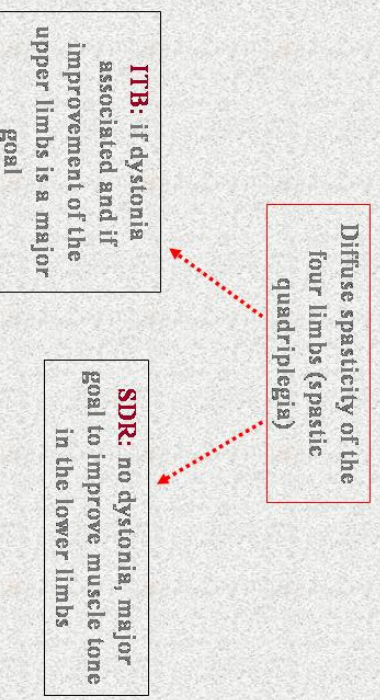 Diffuse spasticity of the
four limbs (spastic
quadriplegia)
ITB: if dystonia
associated and if
improvement of the
upper limbs is a major
goal
SDR: no dystonia, major
goal to improve muscle tone
in the lower limbs